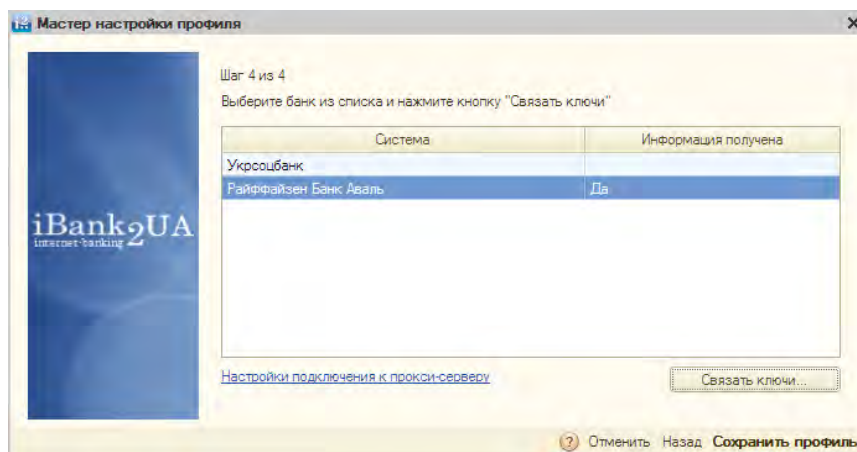 Мастер настройки профиля
Шаг 4 из 4
Выберите банк из списка и нажмите кнопку "Связать ключи"
Система Информация получена
Укрсоцбанк
Райффайзен Банк Аваль Да
iBank2UA
internet-banking
Настройки подключения к прокси-серверу Связать ключи...
Отменить Назад Сохранить профиль